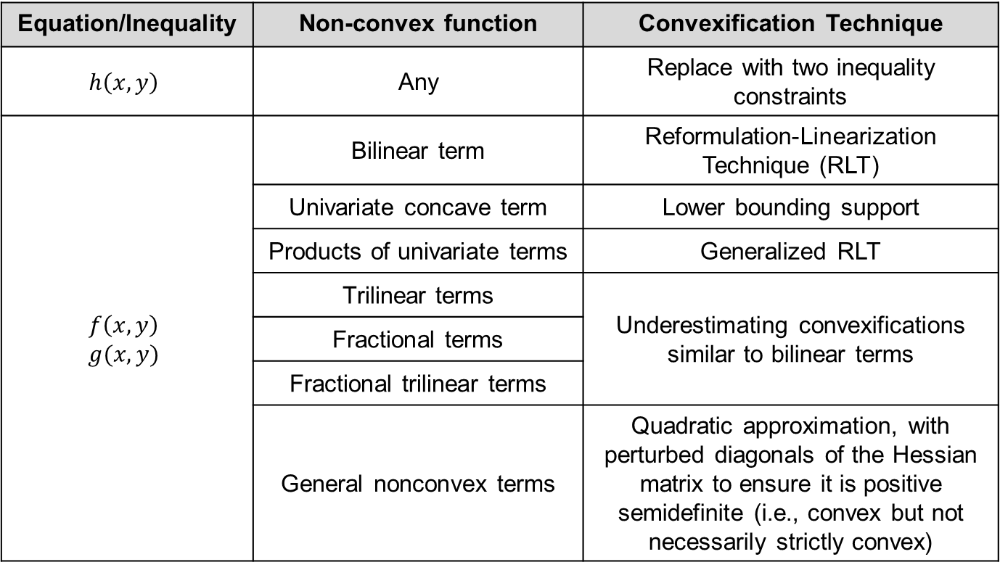 Equation/Inequality Non-convex function Convexification Technique
h(x, y) Any Replace with two inequality
constraints
Bilinear term Reformulation-Linearization
Technique (RLT)
Univariate concave term Lower bounding support
Products of univariate terms Generalized RLT
f(x, y)
g(x, y)
Trilinear terms
Fractional terms
Fractional trilinear terms
Underestimating convexifications
similar to bilinear terms
General nonconvex terms
Quadratic approximation, with
perturbed diagonals of the Hessian
matrix to ensure it is positive
semidefinite (i.e., convex but not
necessarily strictly convex)